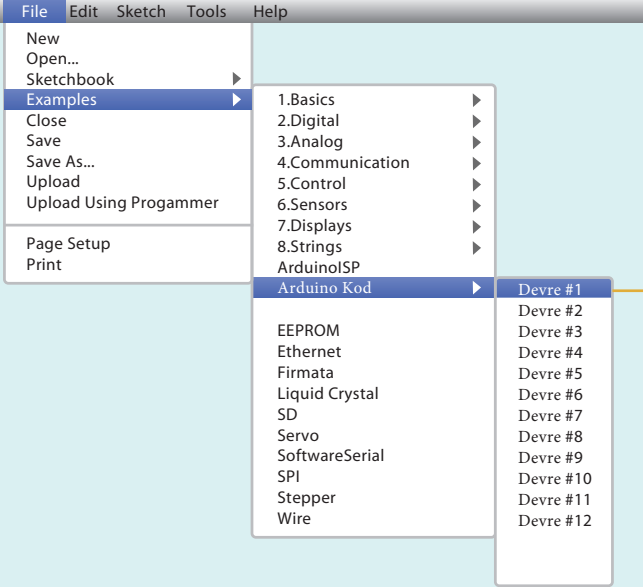 File Edit Sketch Tools Help
New
Open...
Sketchbook
Examples
Close
Save
Save As...
Upload
Upload Using Progammer
Page Setup
Print
1.Basics
2.Digital
3.Analog
4.Communication
5.Control
6.Sensors
7.Displays
8.Strings
ArduinoISP
Arduino Kod
EEPROM
Ethernet
Firmata
Liquid Crystal
SD
Servo
SoftwareSerial
SPI
Stepper
Wire
Devre #1
Devre #2
Devre #3
Devre #4
Devre #5
Devre #6
Devre #7
Devre #8
Devre #9
Devre #10
Devre #11
Devre #12